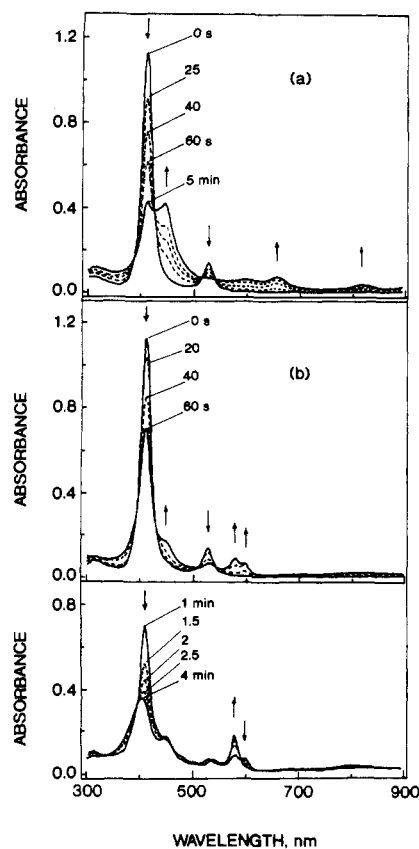 1.2
0.8
0.4
0.0
ABSORBANCE
0 s
25
40
60 s
5 min
(a)
1.2
0.8
0.4
0.0
ABSORBANCE
0 s
20
40
60 s
(b)
0.8
0.4
0.0
ABSORBANCE
1 min
1.5
2
2.5
4 min
300
500
700
900
WAVELENGTH, nm